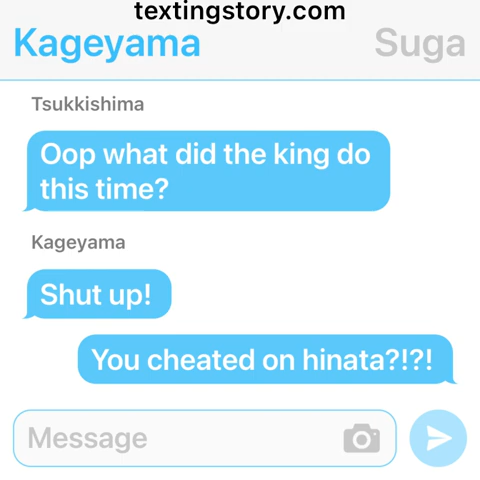 textingstory.com
Kageyama Suga
Tsukkishima
Oop what did the king do
this time?
Kageyama
Shut up!
You cheated on hinata?!?!
Message